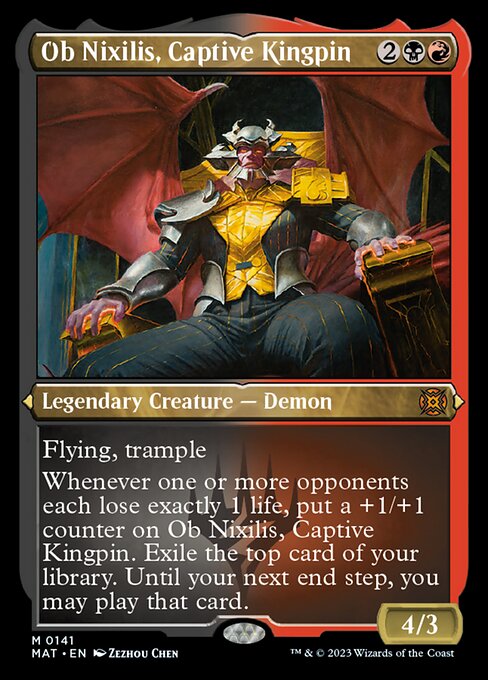 Ob Nixilis, Captive Kingpin 2
Legendary Creature — Demon
Flying, trample
Whenever one or more opponents
each lose exactly 1 life, put a +1/+1
counter on Ob Nixilis, Captive
Kingpin. Exile the top card of your
library. Until your next end step, you
may play that card.
4/3
M 0141
MAT • EN Zezhou Chen
™ & © 2023 Wizards of the Coast